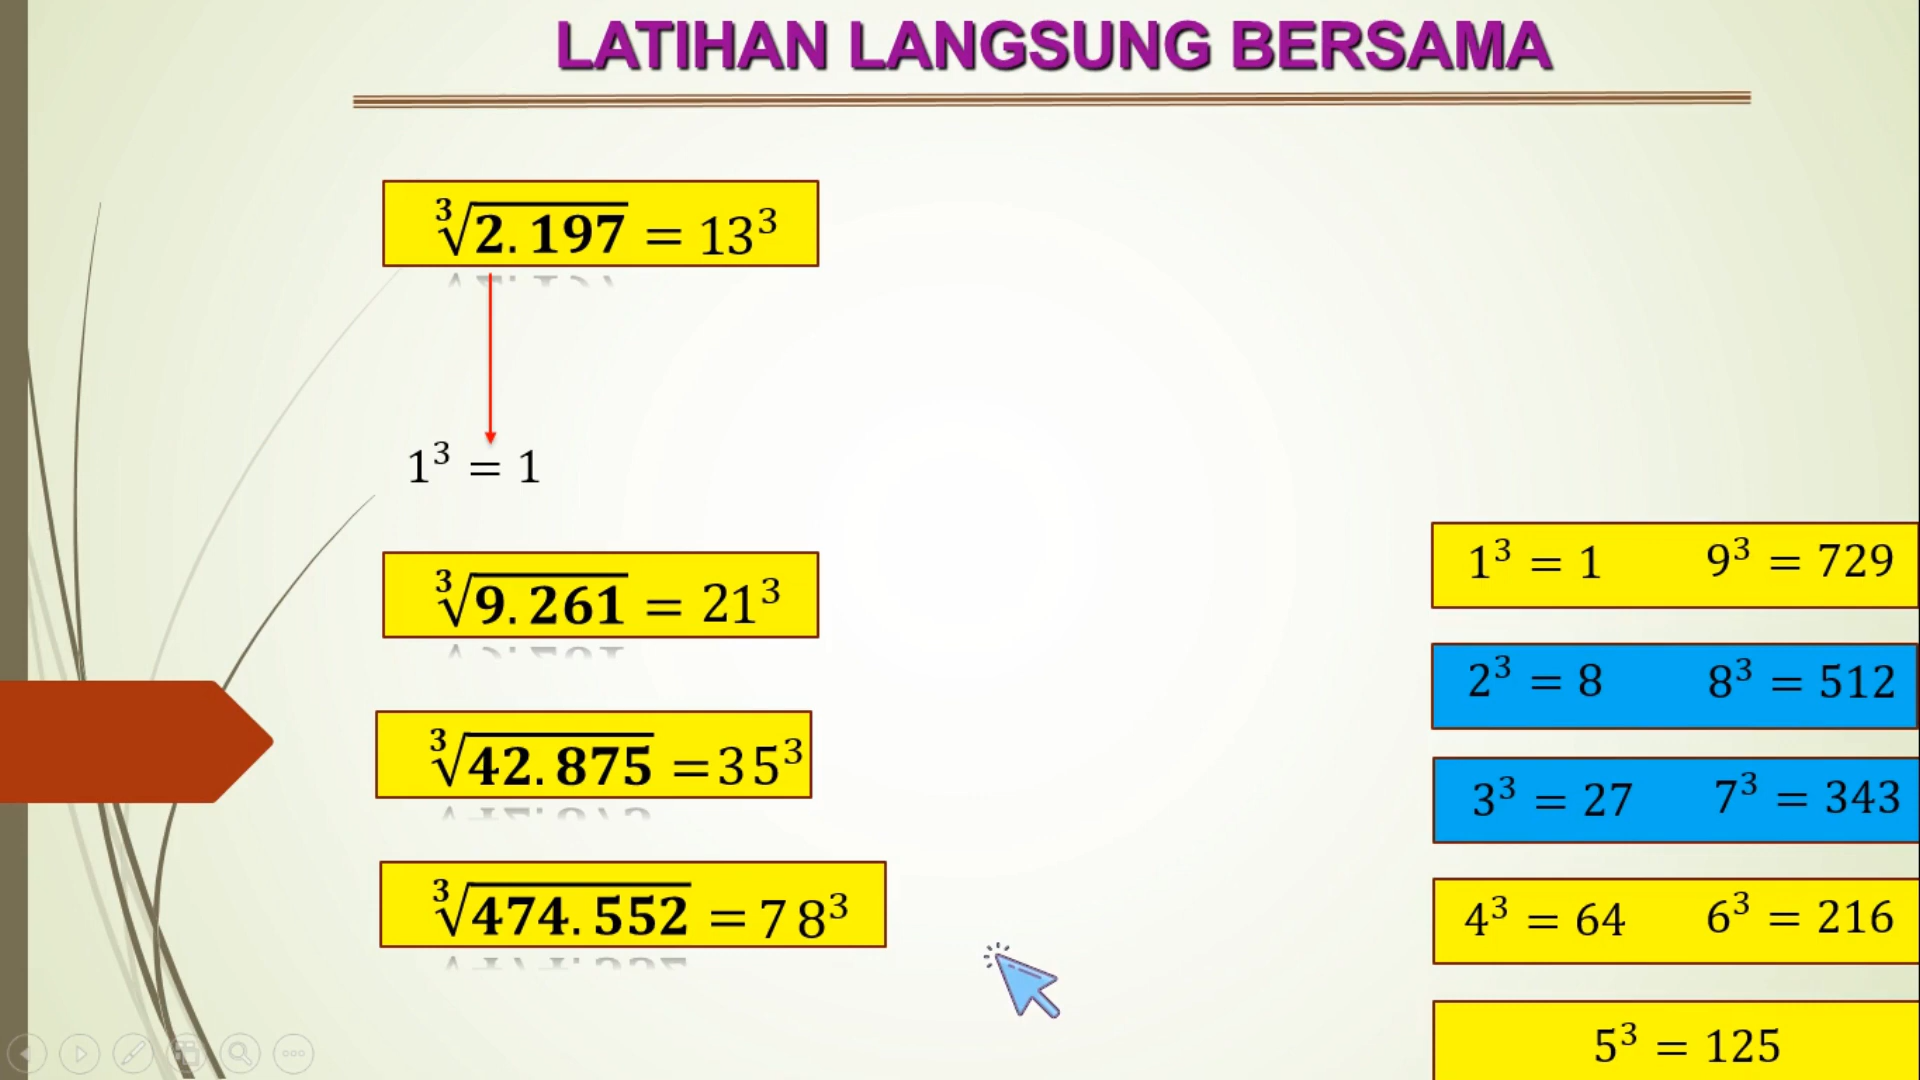 LATIHAN LANGSUNG BERSAMA
∛2.197 = 13³
1³ = 1
∛9.261 = 21³
∛42.875 = 35³
∛474.552 = 78³
1³ = 1 9³ = 729
2³ = 8 8³ = 512
3³ = 27 7³ = 343
4³ = 64 6³ = 216
5³ = 125